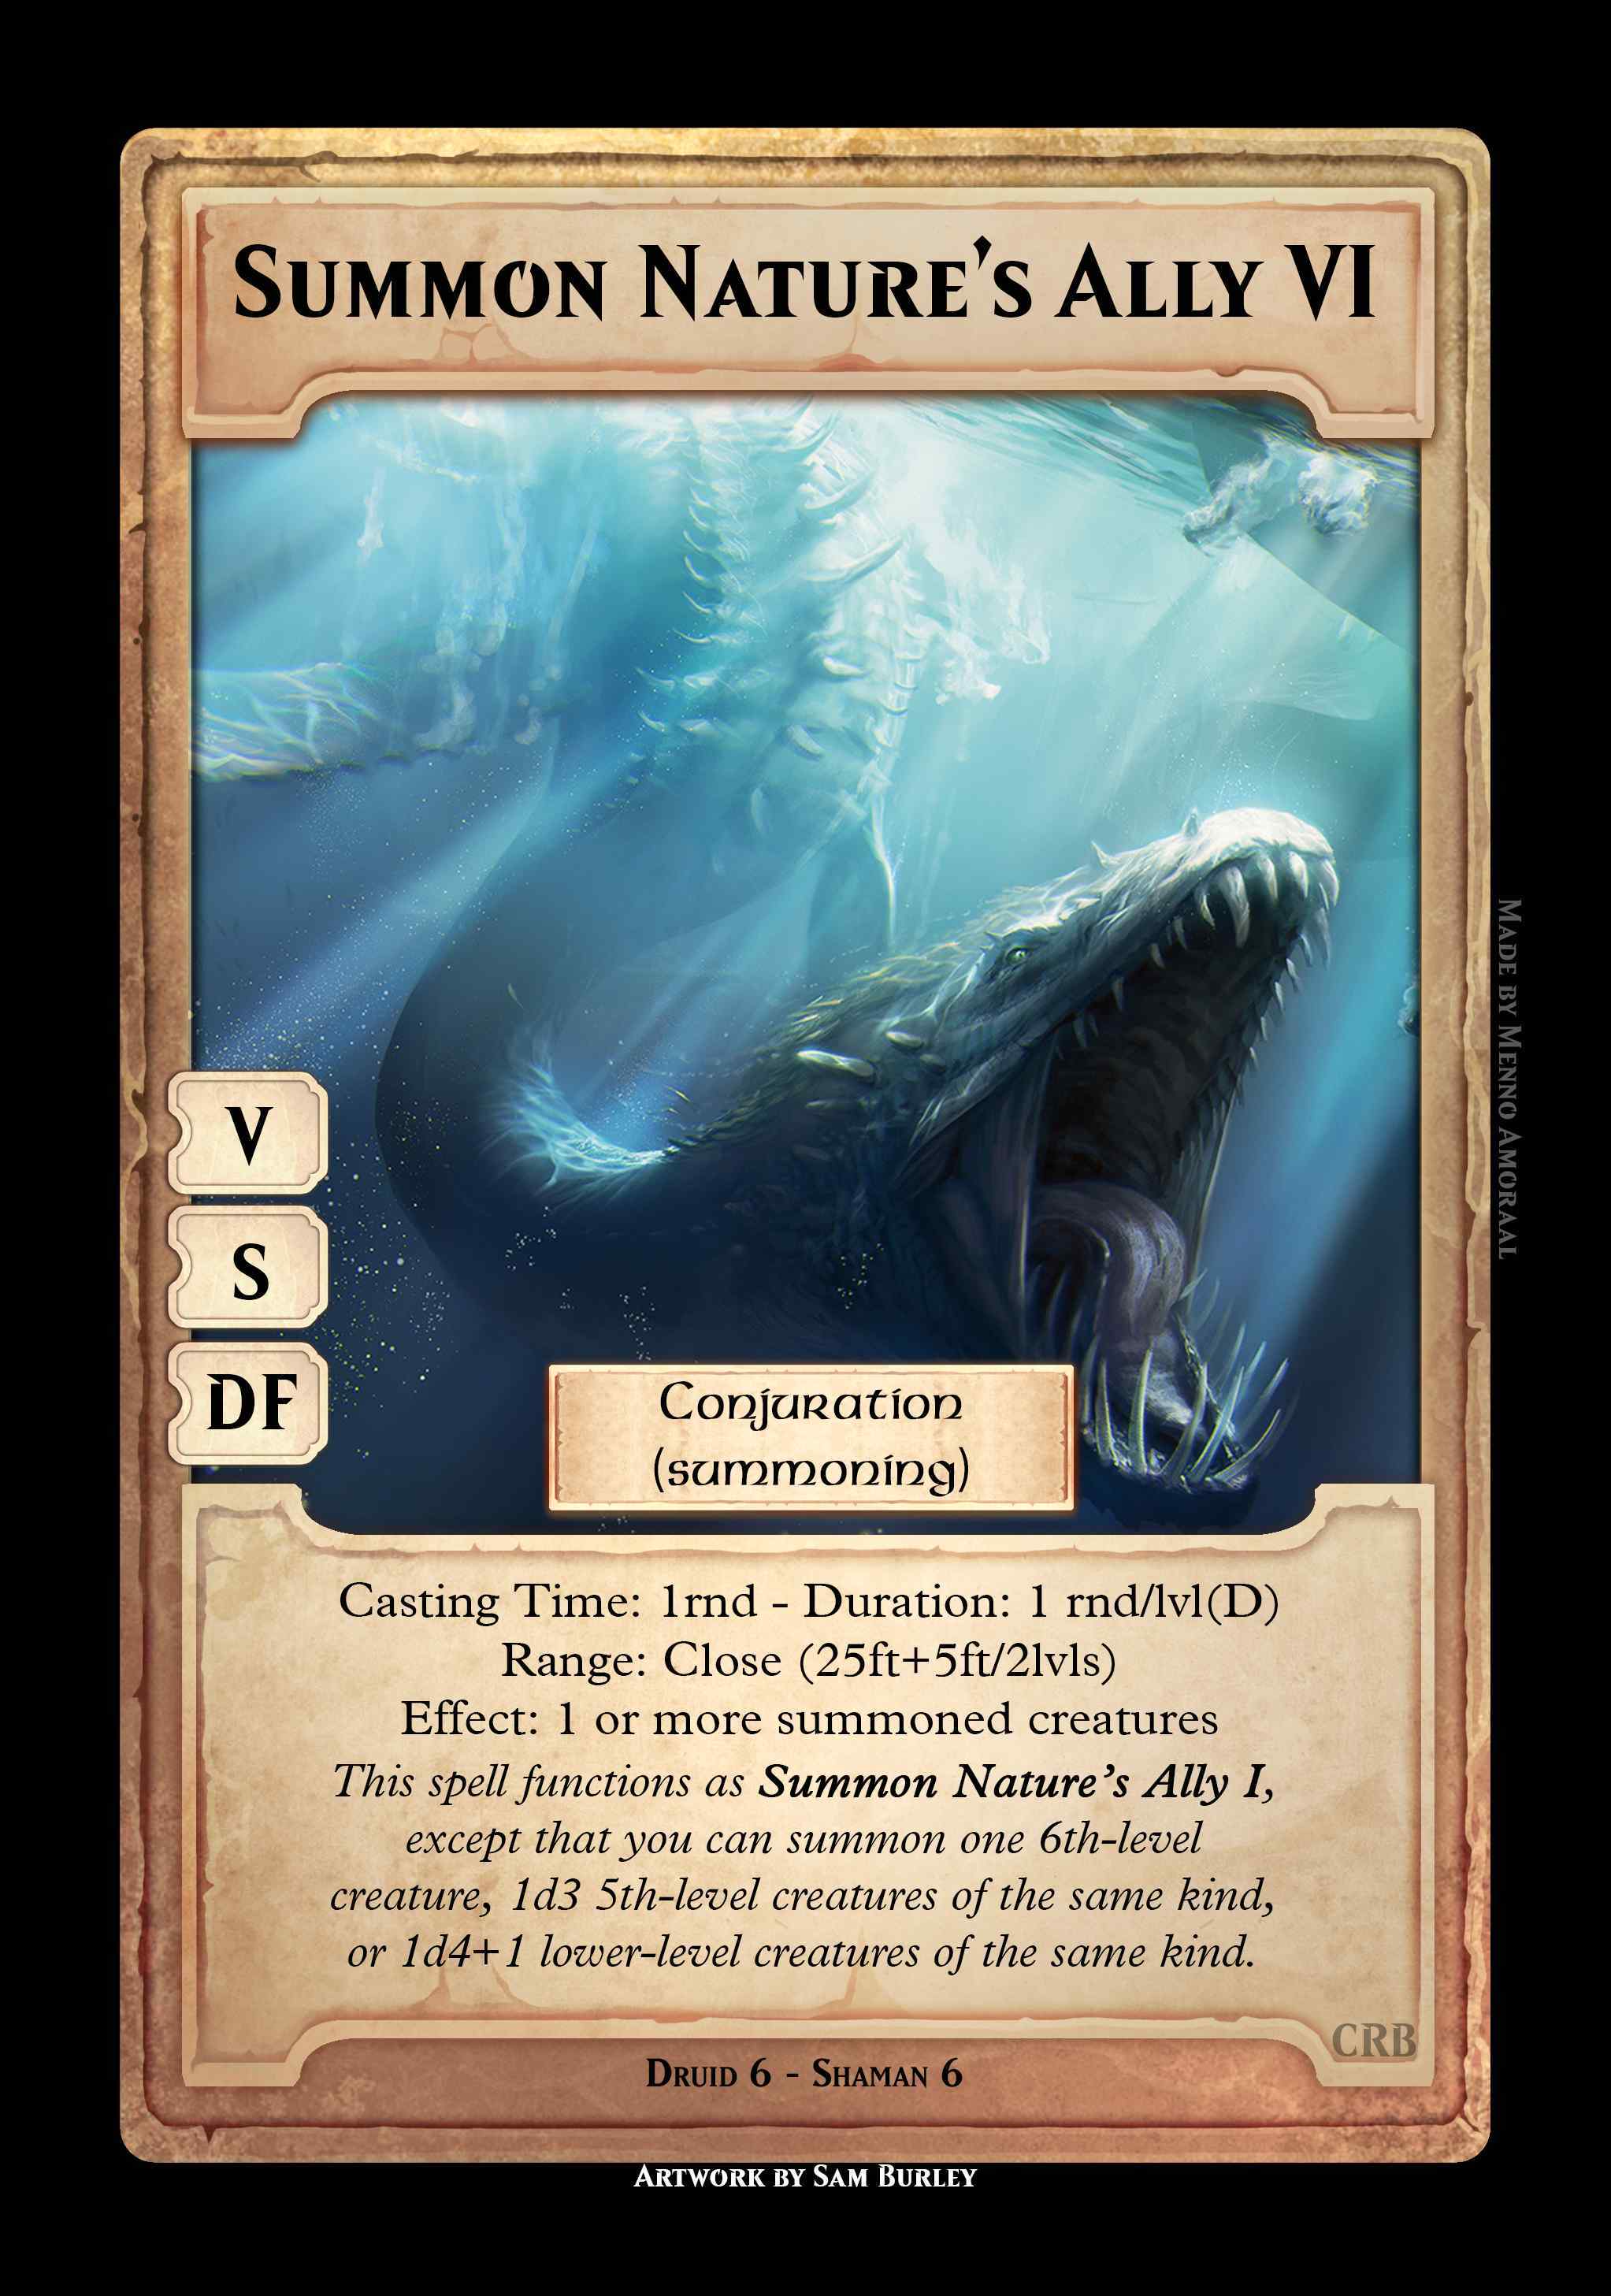 Summon Nature's Ally VI
V
S
DF
Conjuration
(summoning)
Casting Time: 1rnd - Duration: 1 rnd/lvl(D)
Range: Close (25ft+5ft/2lvls)
Effect: 1 or more summoned creatures
This spell functions as Summon Nature's Ally I,
except that you can summon one 6th-level
creature, 1d3 5th-level creatures of the same kind,
or 1d4+1 lower-level creatures of the same kind.
CRB
Druid 6 - Shaman 6
Artwork by Sam Burley
Made by Menno Amoraal